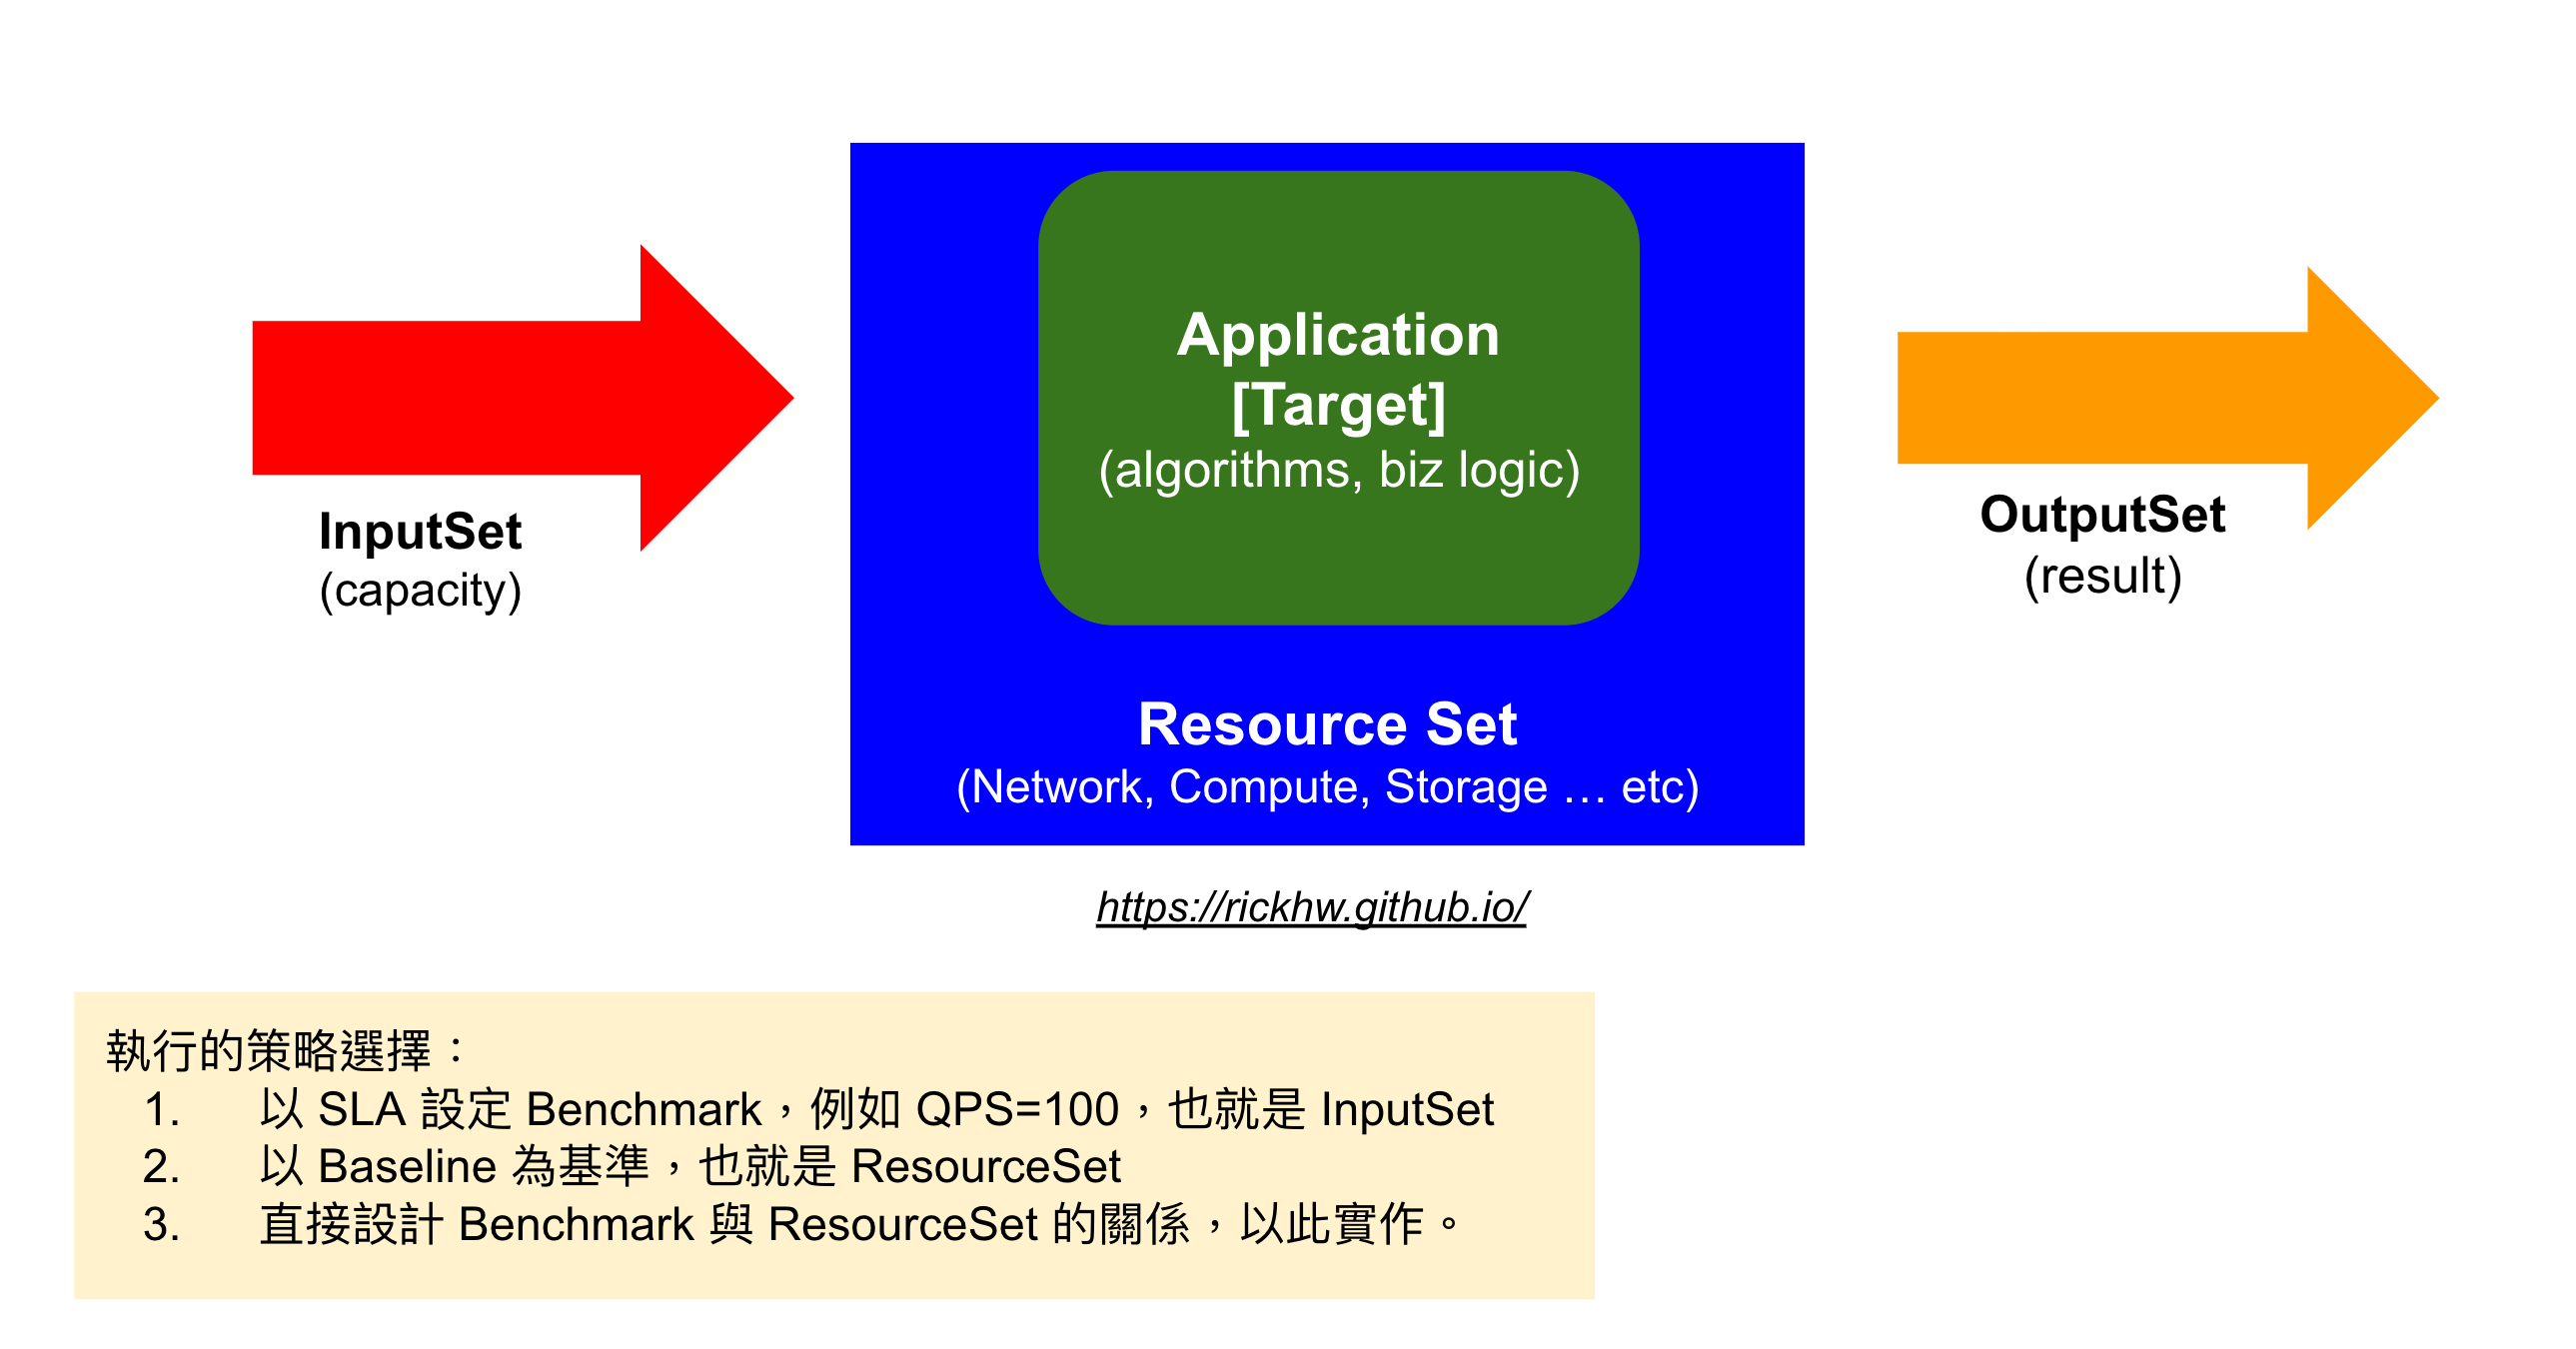 InputSet
(capacity)
Application
[Target]
(algorithms, biz logic)
Resource Set
(Network, Compute, Storage … etc)
OutputSet
(result)
https://rickhw.github.io/
執行的策略選擇：
1. 以 SLA 設定 Benchmark，例如 QPS=100，也就是 InputSet
2. 以 Baseline 為基準，也就是 ResourceSet
3. 直接設計 Benchmark 與 ResourceSet 的關係，以此實作。